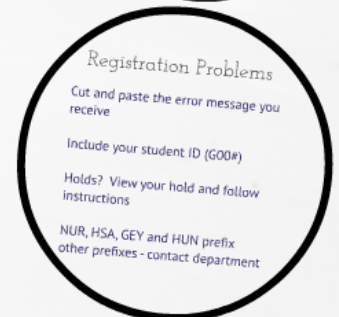 Registration Problems
Cut and paste the error message you
receive
Include your student ID (G00#)
Holds? View your hold and follow
instructions
NUR, HSA, GEY and HUN prefix
other prefixes - contact department